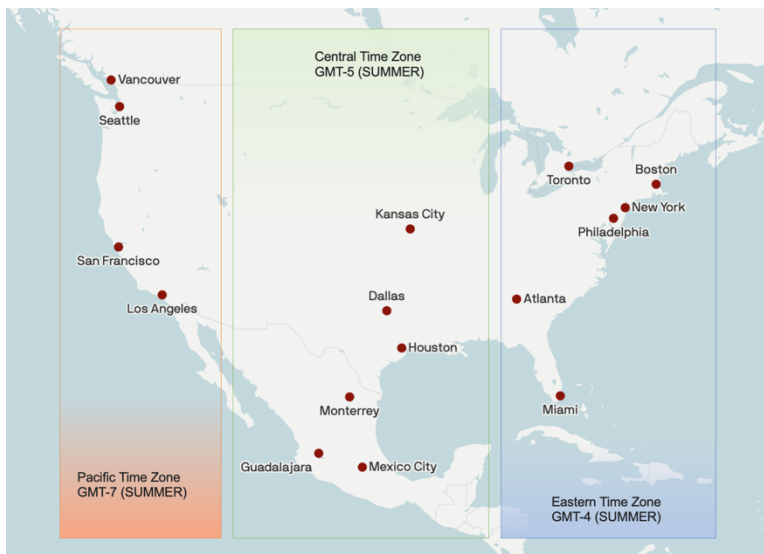 Central Time Zone
GMT-5 (SUMMER)
Vancouver
Seattle
Toronto
Boston
New York
Philadelphia
Kansas City
San Francisco
Los Angeles
Dallas
Atlanta
Houston
Monterrey
Miami
Guadalajara
Mexico City
Pacific Time Zone
GMT-7 (SUMMER)
Eastern Time Zone
GMT-4 (SUMMER)